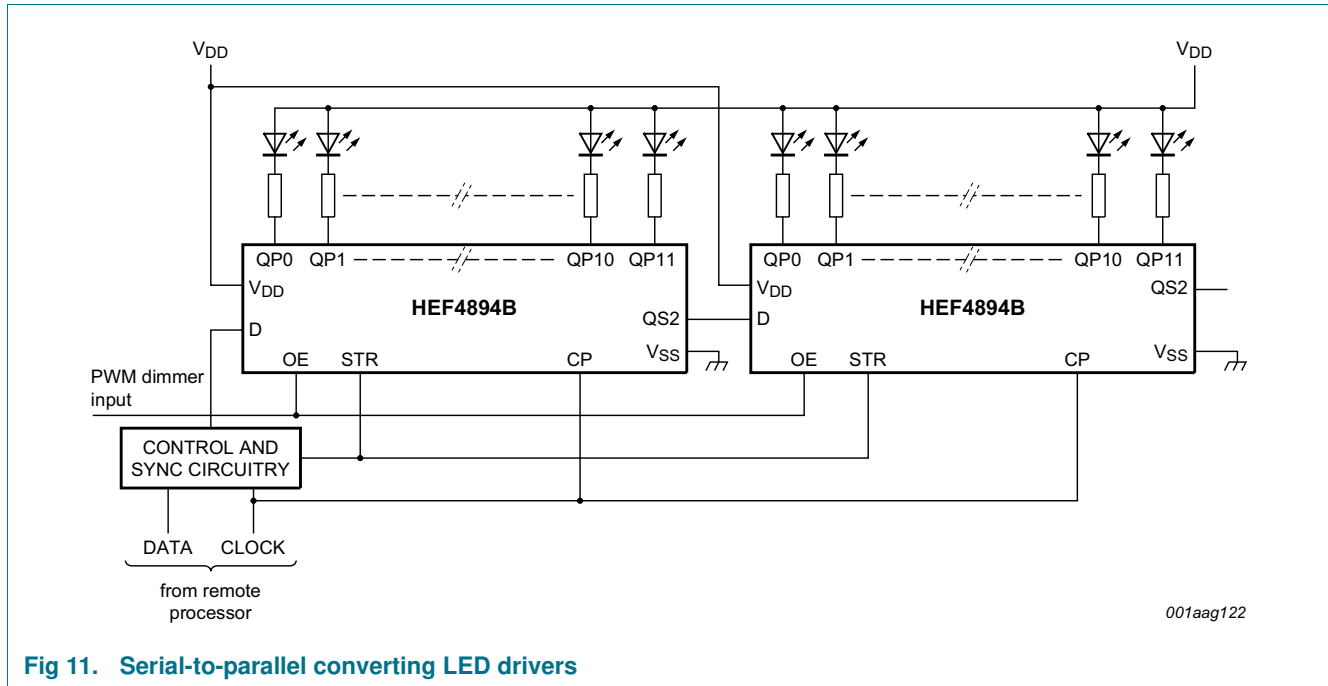 VDD VDD
QP0 QP1 QP10 QP11 QP0 QP1 QP10 QP11
VDD HEF4894B VDD HEF4894B QS2
D QS2 D
OE STR CP VSS OE STR CP VSS
PWM dimmer
input
CONTROL AND
SYNC CIRCUITRY
DATA CLOCK
from remote
processor
001aag122
Fig 11. Serial-to-parallel converting LED drivers